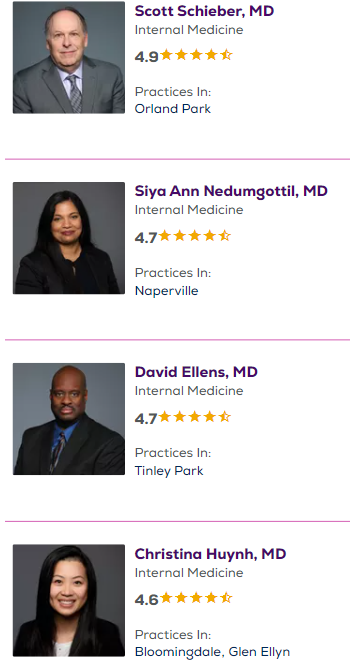 Scott Schieber, MD
Internal Medicine
4.9
Practices In:
Orland Park
Siya Ann Nedumgottil, MD
Internal Medicine
4.7
Practices In:
Naperville
David Ellens, MD
Internal Medicine
4.7
Practices In:
Tinley Park
Christina Huynh, MD
Internal Medicine
4.6
Practices In:
Bloomingdale, Glen Ellyn